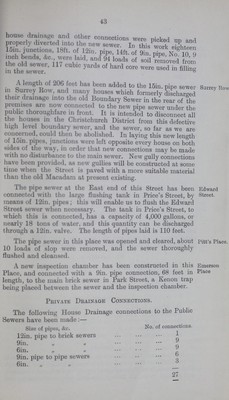 43
house drainage and other connections were picked up and
properly diverted into the new sewer. In this work eighteen
15in. junctions, 18ft. of 12in. pipe, 14ft. of 9in. pipe, No. 10, 9
inch bends, &c., were laid, and 94 loads of soil removed from
the old sewer, 117 cubic yards of hard core were used in filling
in the sewer.
A length of 206 feet has been added to the 15in. pipe sewer
Surrey Row
in Surrey Row, and many houses which formerly discharged
their drainage into the old Boundary Sewer in the rear of the
premises are now connected to the new pipe sewer under the
public thoroughfare in front. It is intended to disconnect all
the houses in the Christchurch District from this defective
high level boundary sewer, and the sewer, so far as we are
concerned, could then be abolished. In laying this new length
of 15in. pipes, junctions were left opposite every house on both
sides of the way, in order that new connections may be made
with no disturbance to the main sewer. New gully connections
have been provided, as new gullies will be constructed at some
time when the Street is paved with a more suitable material
than the old Macadam at present existing.
The pipe sewer at the East end of this Street has been
Edward
connected with the large flushing tank in Price's Street, by
Street
means of 12in. pipes; this will enable us to flush the Edward
Street sewer when necessary. The tank in Price's Street, to
which this is connected, has a capacity of 4,000 gallons, or
nearly 18 tons of water, and this quantity can be discharged
through a 12in. valve. The length of pipes laid is 110 feet.
The pipe sewer in this place was opened and cleared, about
Pitt's Place.
10 loads of slop were removed, and the sewer thoroughly
flushed and cleansed.
A new inspection chamber has been constructed in this
Emerson
Place, and connected with a 9in. pipe connection, 68 feet in
Place
length, to the main brick sewer in Park Street, a Kenon trap
being placed between the sewer and the inspection chamber.
Private Drainage Connections.
The following House Drainage connections to the Public
Sewers have been made:—
Size of pipes, &c. No. of connections.
12in. pipe to brick sewers ... ... ... 1
9in. „ „ ... ... ... 9
6in. „ „ ... ... ... 9
9in. pipe to pipe sewers ... ... ... 6
6in. „ „ ... ... ... 3
27